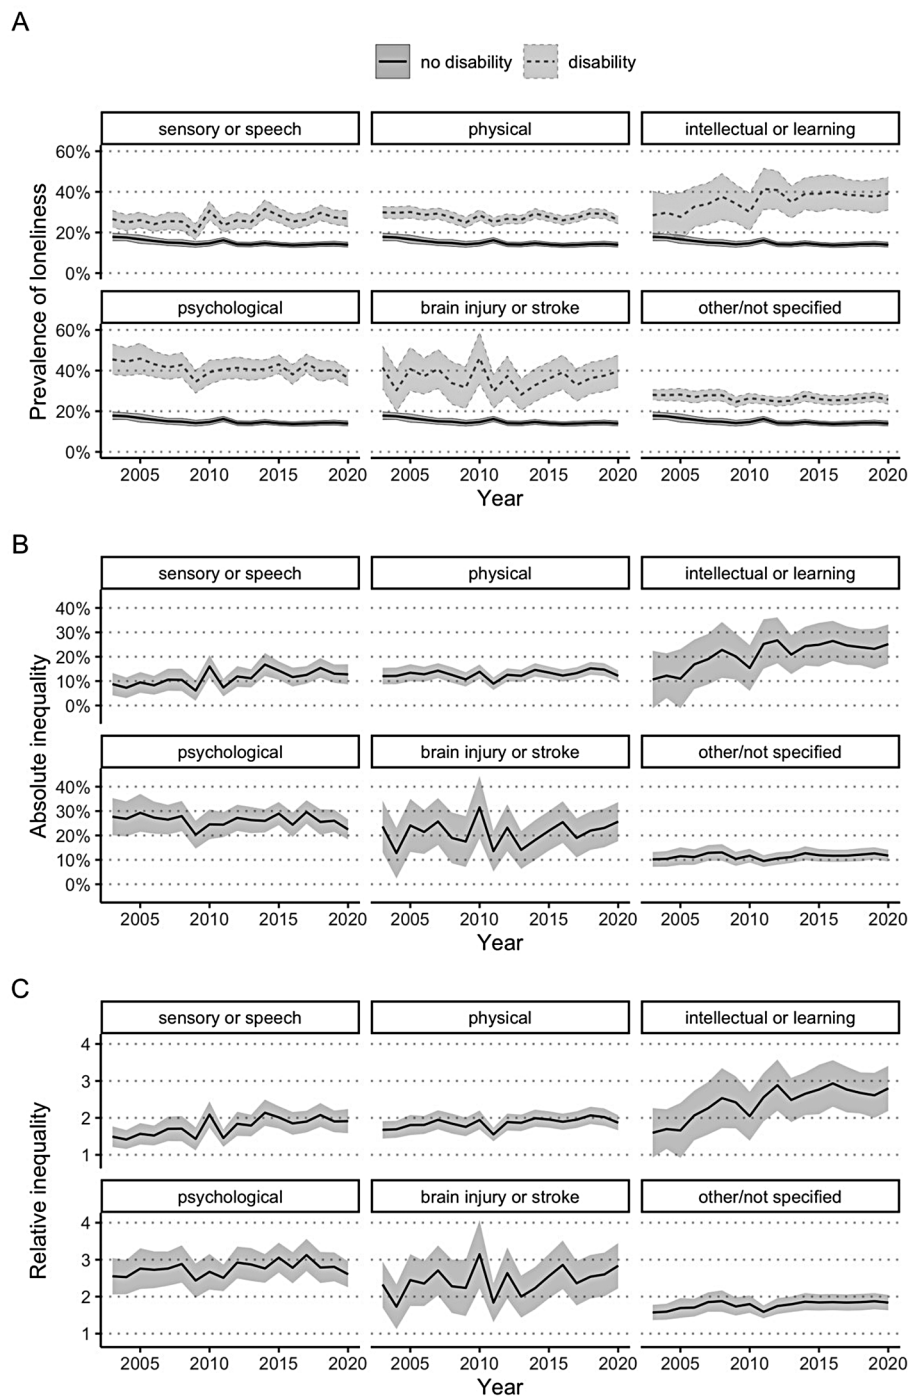 A
no disability disability
sensory or speech physical intellectual or learning
60%
40%
20%
0%
psychological brain injury or stroke other/not specified
60%
40%
20%
0%
Prevalence of loneliness
2005 2010 2015 2020 2005 2010 2015 2020 2005 2010 2015 2020
Year
B
sensory or speech physical intellectual or learning
40%
30%
20%
10%
0%
psychological brain injury or stroke other/not specified
40%
30%
20%
10%
0%
Absolute inequality
2005 2010 2015 2020 2005 2010 2015 2020 2005 2010 2015 2020
Year
C
sensory or speech physical intellectual or learning
4
3
2
1
psychological brain injury or stroke other/not specified
4
3
2
1
Relative inequality
2005 2010 2015 2020 2005 2010 2015 2020 2005 2010 2015 2020
Year